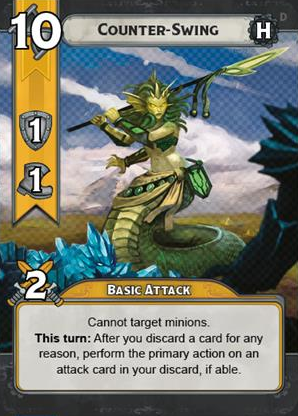 10
COUNTER-SWING
H
D
1
1
2
BASIC ATTACK
Cannot target minions.
This turn: After you discard a card for any
reason, perform the primary action on an
attack card in your discard, if able.